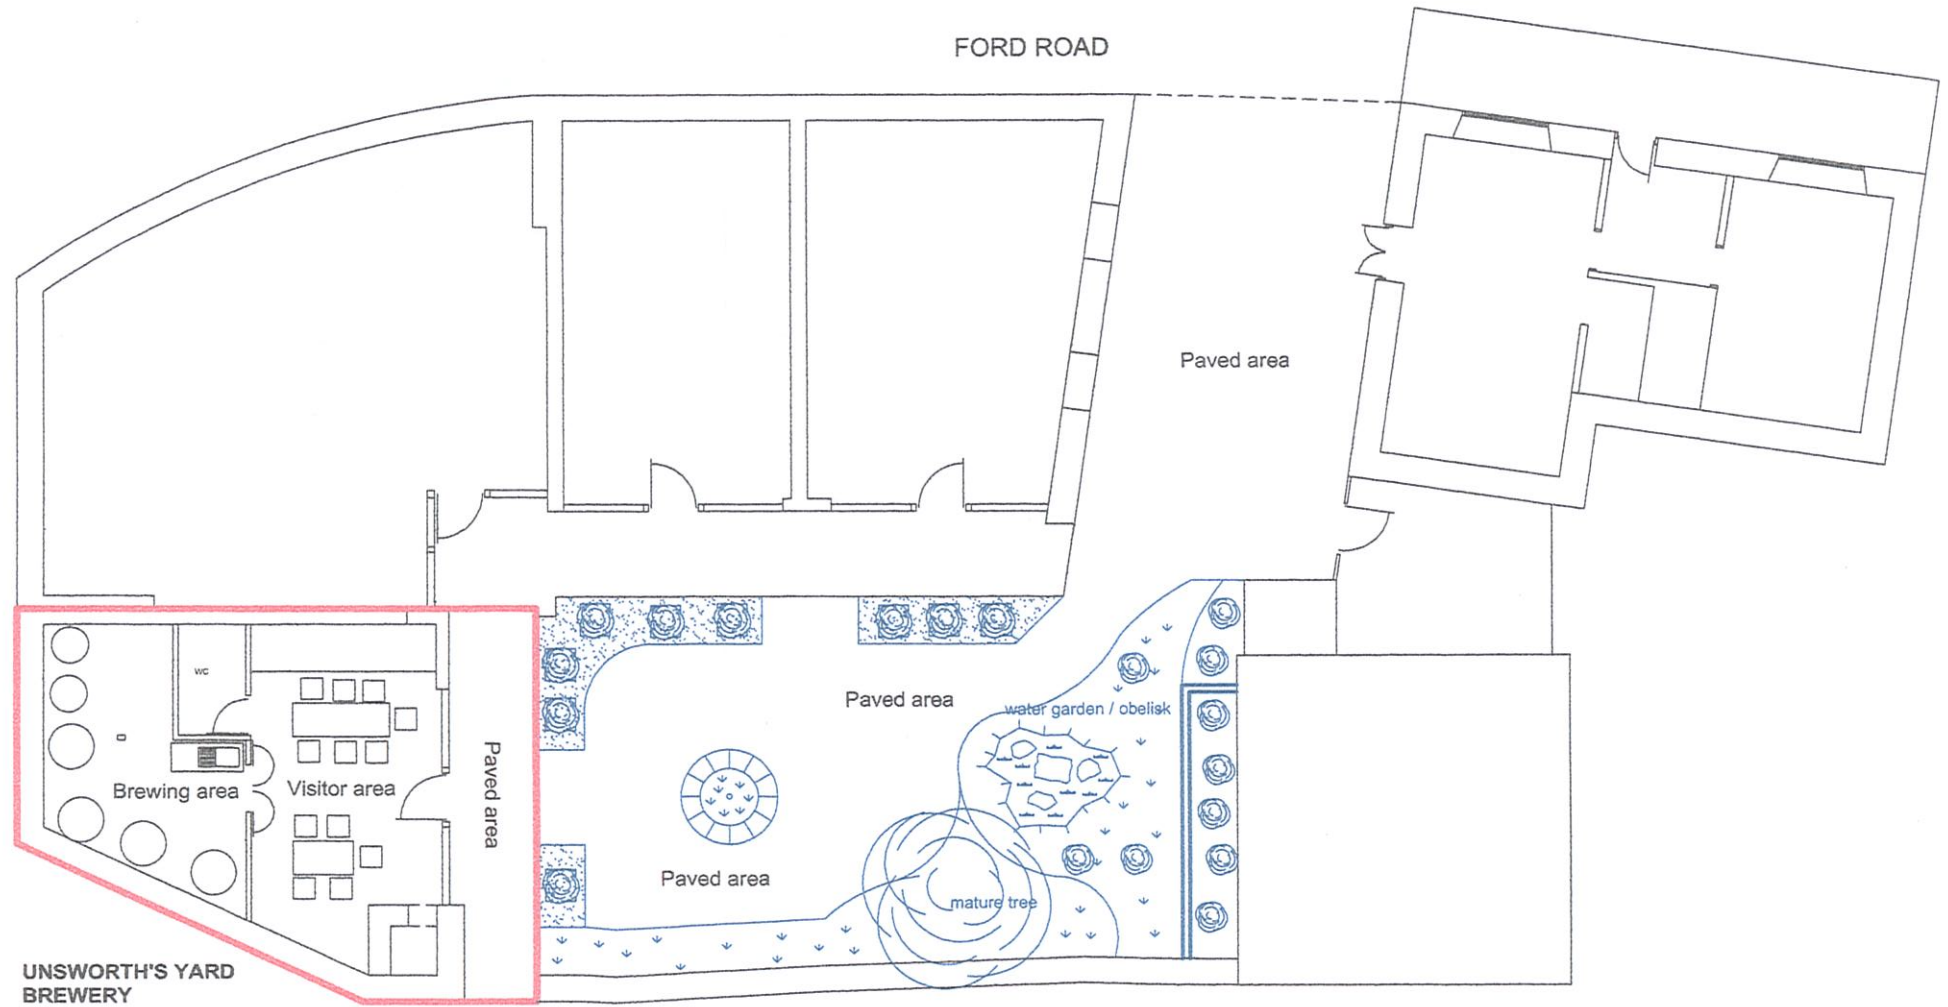 FORD ROAD
Paved area
wc
Paved area
water garden / obelisk
Paved area
Brewing area
Visitor area
Paved area
mature tree
UNSWORTH'S YARD
BREWERY